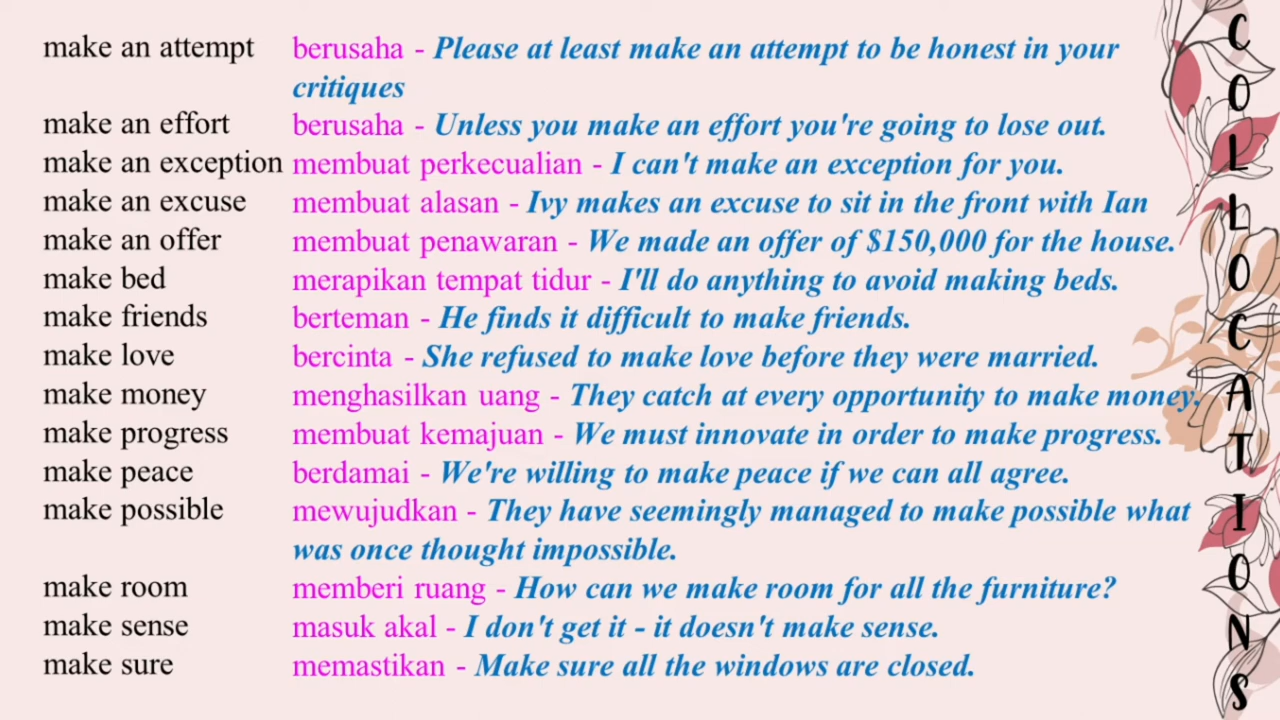 make an attempt berusaha - Please at least make an attempt to be honest in your
critiques
make an effort berusaha - Unless you make an effort you're going to lose out.
make an exception membuat perkecualian - I can't make an exception for you.
make an excuse membuat alasan - Ivy makes an excuse to sit in the front with Ian
make an offer membuat penawaran - We made an offer of $150,000 for the house.
make bed merapikan tempat tidur - I'll do anything to avoid making beds.
make friends berteman - He finds it difficult to make friends.
make love bercinta - She refused to make love before they were married.
make money menghasilkan uang - They catch at every opportunity to make money.
make progress membuat kemajuan - We must innovate in order to make progress.
make peace berdamai - We're willing to make peace if we can all agree.
make possible mewujudkan - They have seemingly managed to make possible what
was once thought impossible.
make room memberi ruang - How can we make room for all the furniture?
make sense masuk akal - I don't get it - it doesn't make sense.
make sure memastikan - Make sure all the windows are closed.
COLLOCATIONS